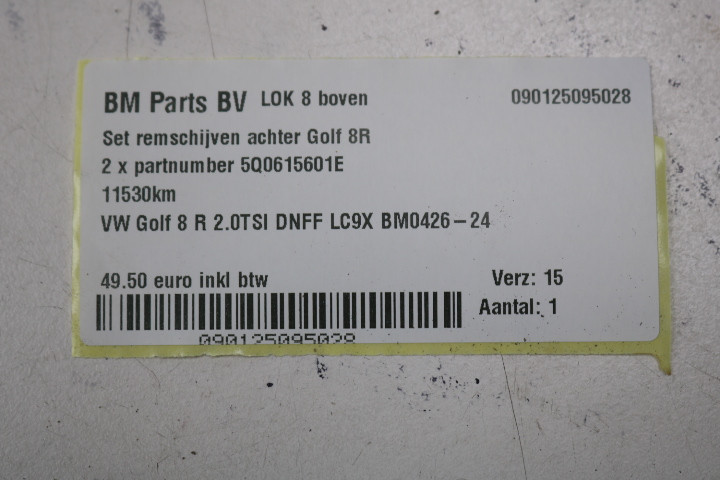 BM Parts BV LOK 8 boven 090125095028
Set remschijven achter Golf 8R
2 x partnumber 5Q0615601E
11530km
VW Golf 8 R 2.0TSI DNFF LC9X BM0426-24
49.50 euro inkl btw Verz: 15
Aantal: 1
090125095028